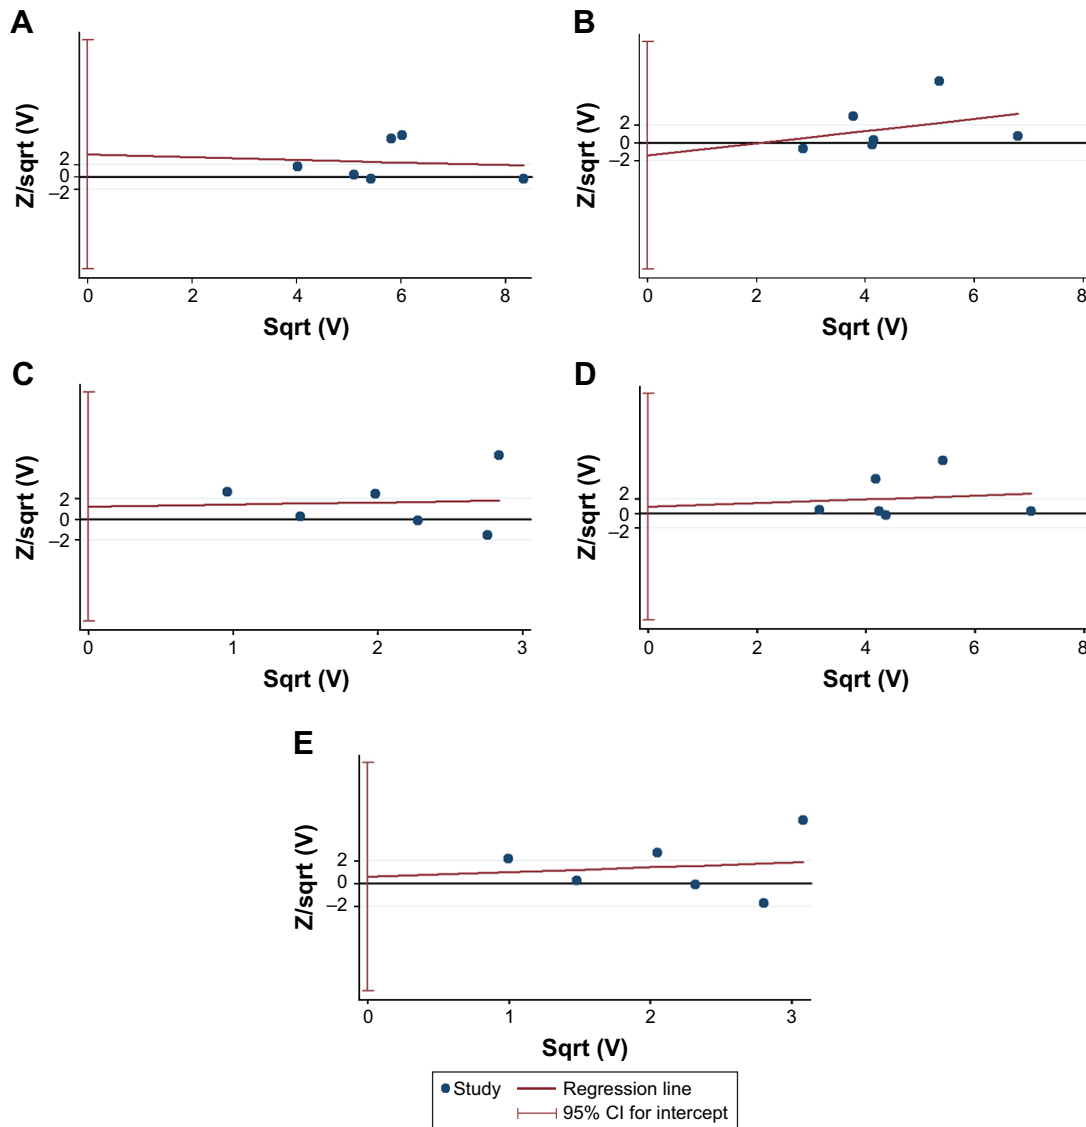 A
Z/sqrt (V)
2
0
–2
0 2 4 6 8
Sqrt (V)
B
Z/sqrt (V)
2
0
–2
0 2 4 6 8
Sqrt (V)
C
Z/sqrt (V)
2
0
–2
0 1 2 3
Sqrt (V)
D
Z/sqrt (V)
2
0
–2
0 2 4 6 8
Sqrt (V)
E
Z/sqrt (V)
2
0
–2
0 1 2 3
Sqrt (V)
Study Regression line
95% CI for intercept